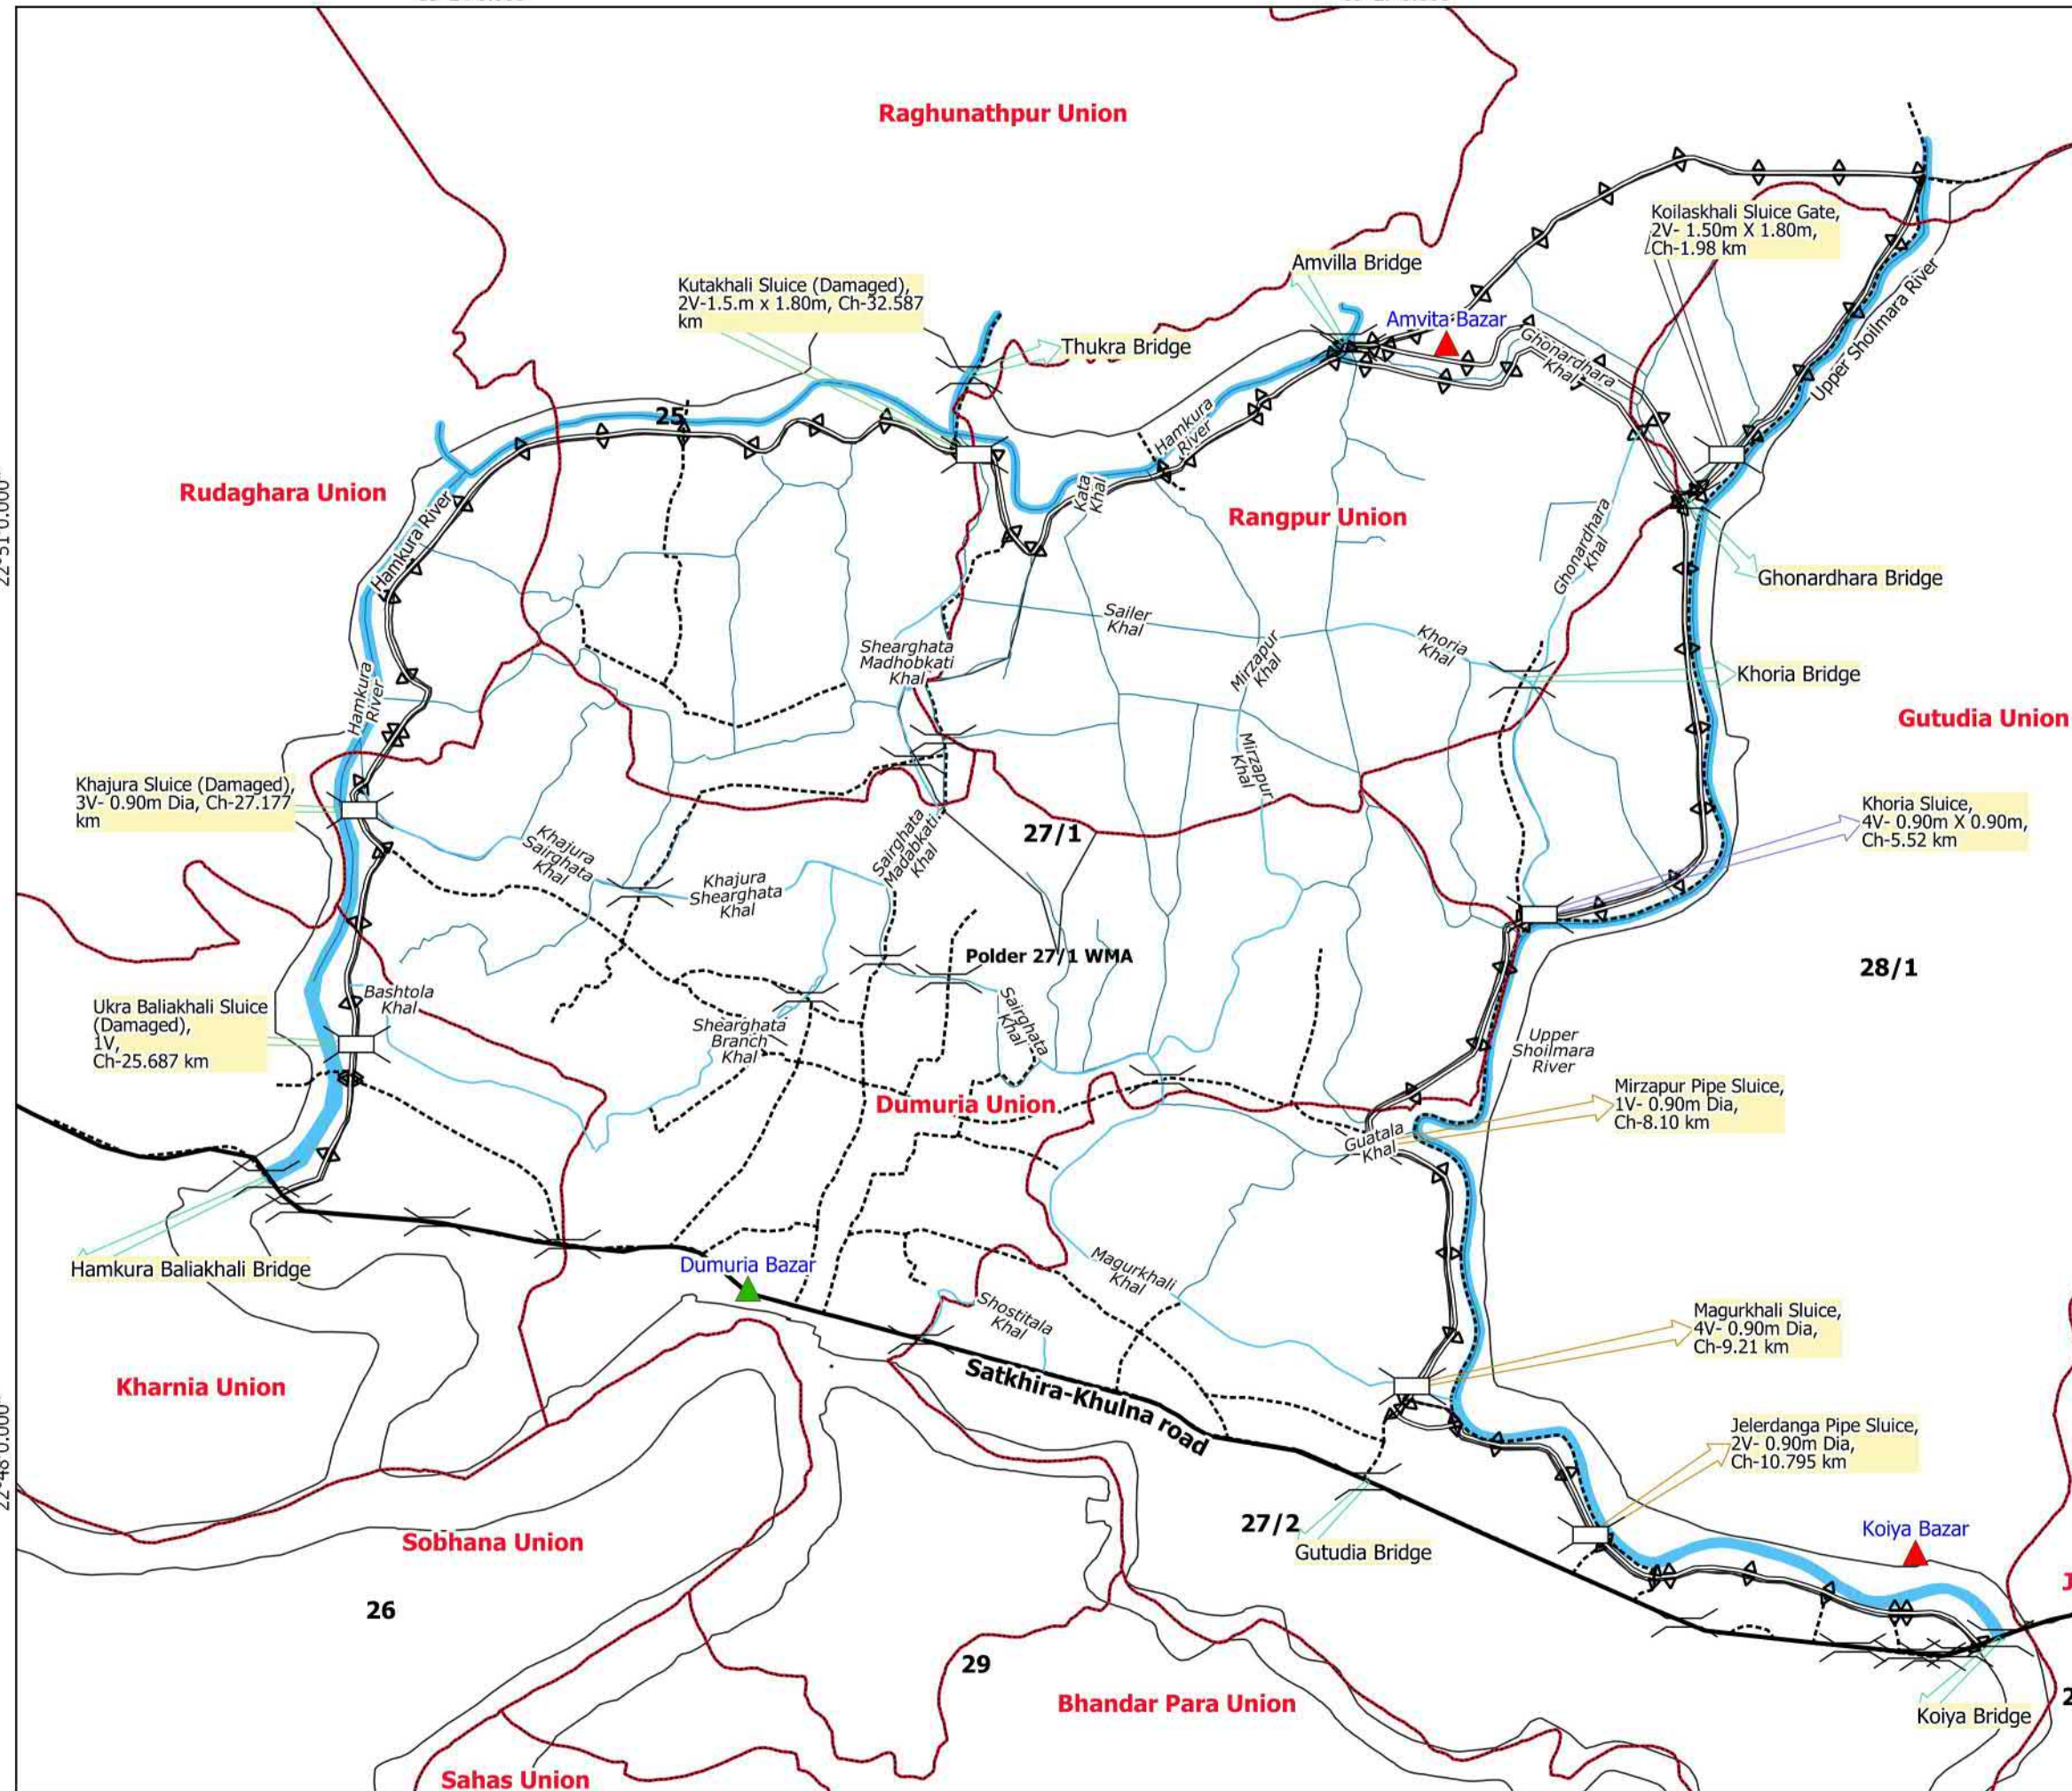 Raghunathpur Union
Koilaskhali Sluice Gate,
2V- 1.50m X 1.80m,
Ch-1.98 km
Amvilla Bridge
Kutakhali Sluice (Damaged),
2V-1.5.m x 1.80m, Ch-32.587
km
Amvita Bazar
Thukra Bridge
Ghonardhara
Khal
Upper Shoilmara River
25
Hamkura
River
Rudaghara Union
Kata
Khal
Rangpur Union
Hamkura River
Ghonardhara
Khal
Ghonardhara Bridge
Sailer
Khal
Shearghata
Madhobkati
Khal
Mirzapur
Khal
Khoria
Khal
Khoria Bridge
Hamkura
River
Gutudia Union
Mirzapur
Khal
Khajura Sluice (Damaged),
3V- 0.90m Dia, Ch-27.177
km
Khoria Sluice,
4V- 0.90m X 0.90m,
Ch-5.52 km
27/1
Khajura
Sairghata
Khal
Sairghata
Madabkati
Khal
Khajura
Shearghata
Khal
Polder 27/1 WMA
28/1
Bashtola
Khal
Ukra Baliakhali Sluice
(Damaged),
1V,
Ch-25.687 km
Shearghata
Branch
Khal
Sairghata
Khal
Upper
Shoilmara
River
Mirzapur Pipe Sluice,
1V- 0.90m Dia,
Ch-8.10 km
Dumuria Union
Guatala
Khal
Hamkura Baliakhali Bridge
Dumuria Bazar
Magurkhali
Khal
Shostitala
Khal
Magurkhali Sluice,
4V- 0.90m Dia,
Ch-9.21 km
Kharnia Union
Satkhira-Khulna road
Jelerdanga Pipe Sluice,
2V- 0.90m Dia,
Ch-10.795 km
27/2
Gutudia Bridge
Koiya Bazar
Sobhana Union
26
29
Bhandar Para Union
Koiya Bridge
Sahas Union